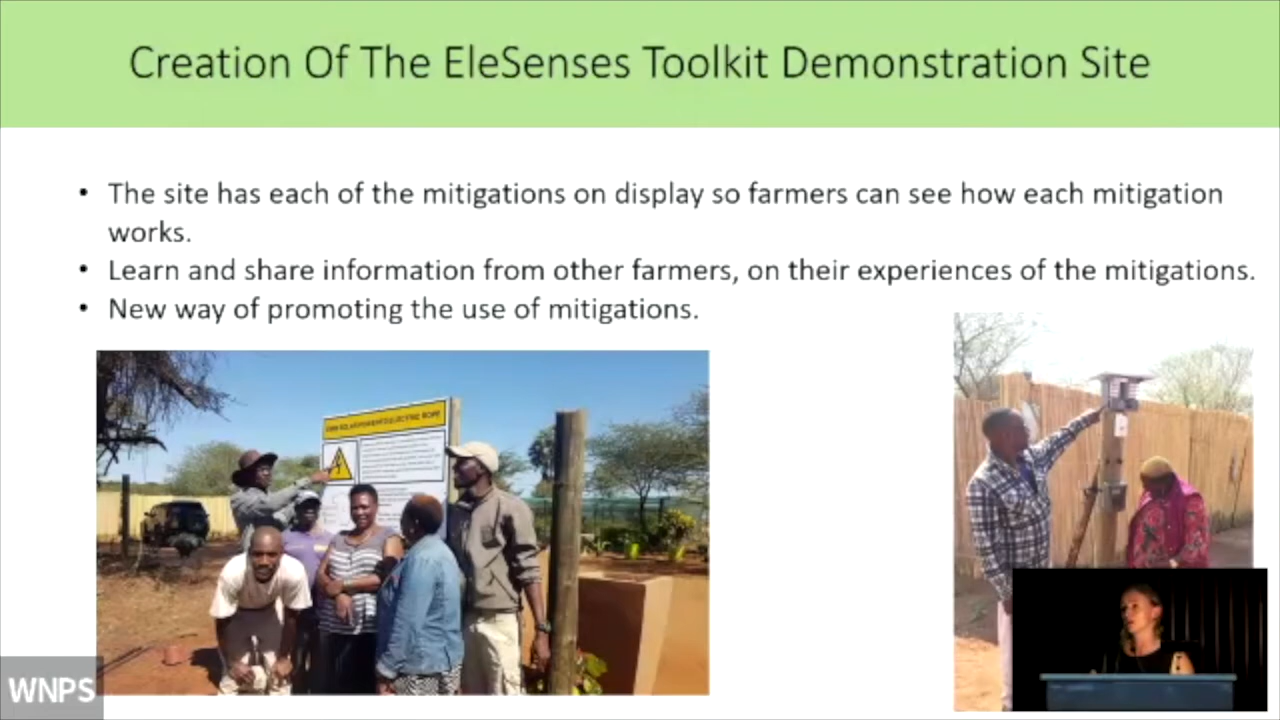 Creation Of The EleSenses Toolkit Demonstration Site
• The site has each of the mitigations on display so farmers can see how each mitigation
works.
• Learn and share information from other farmers, on their experiences of the mitigations.
• New way of promoting the use of mitigations.
ELECTRIC ROPE
WNPS